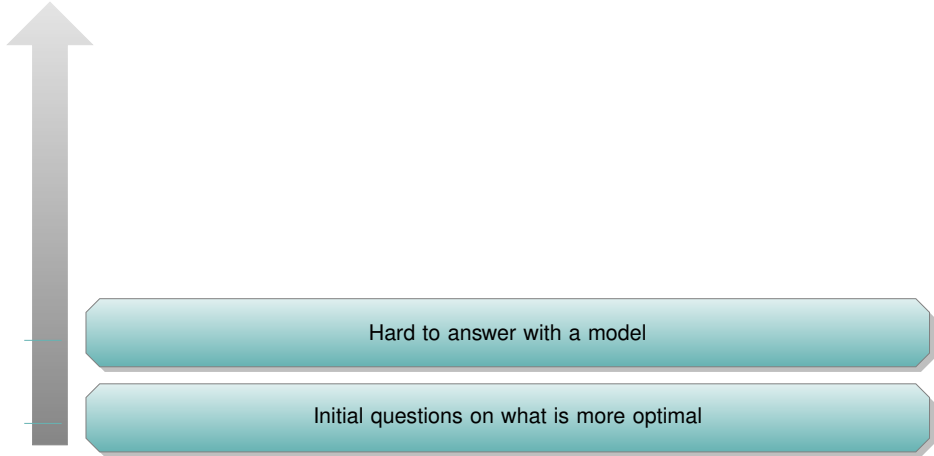 Hard to answer with a model
Initial questions on what is more optimal